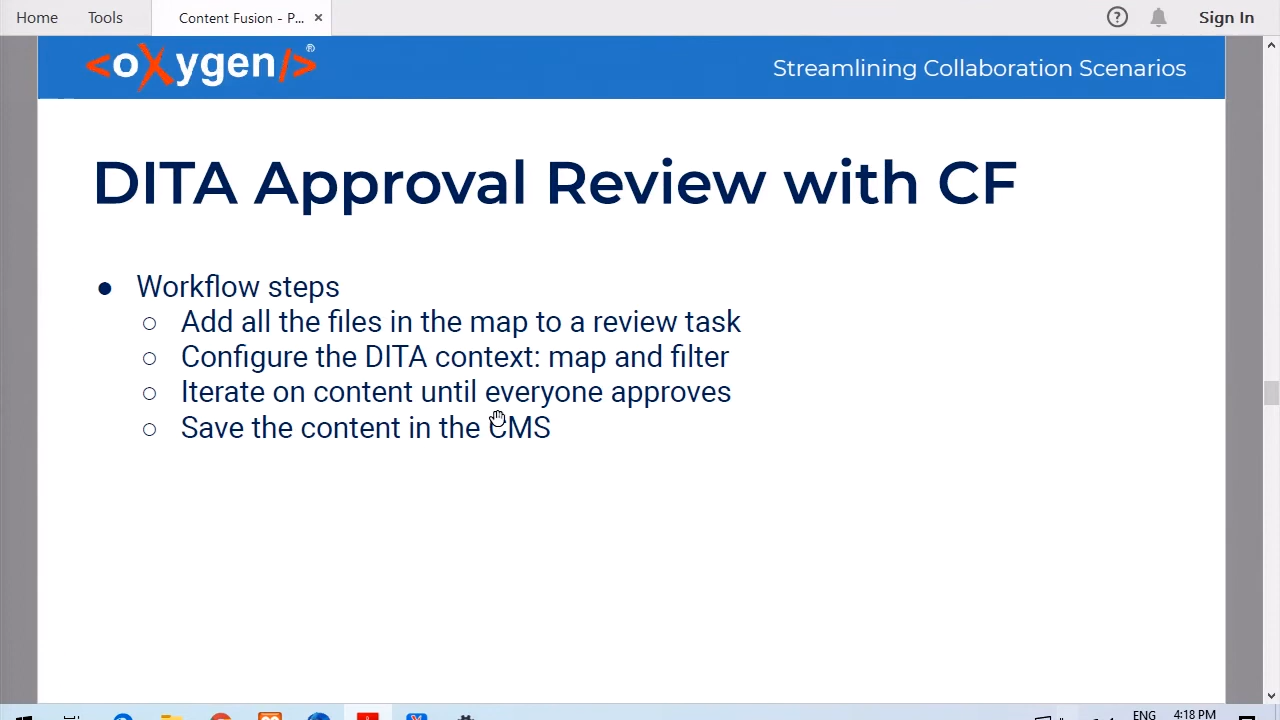 Home
Tools
Content Fusion - P...
Sign In
<oXygen/>®
Streamlining Collaboration Scenarios
DITA Approval Review with CF
● Workflow steps
○ Add all the files in the map to a review task
○ Configure the DITA context: map and filter
○ Iterate on content until everyone approves
○ Save the content in the CMS
ENG
4:18 PM